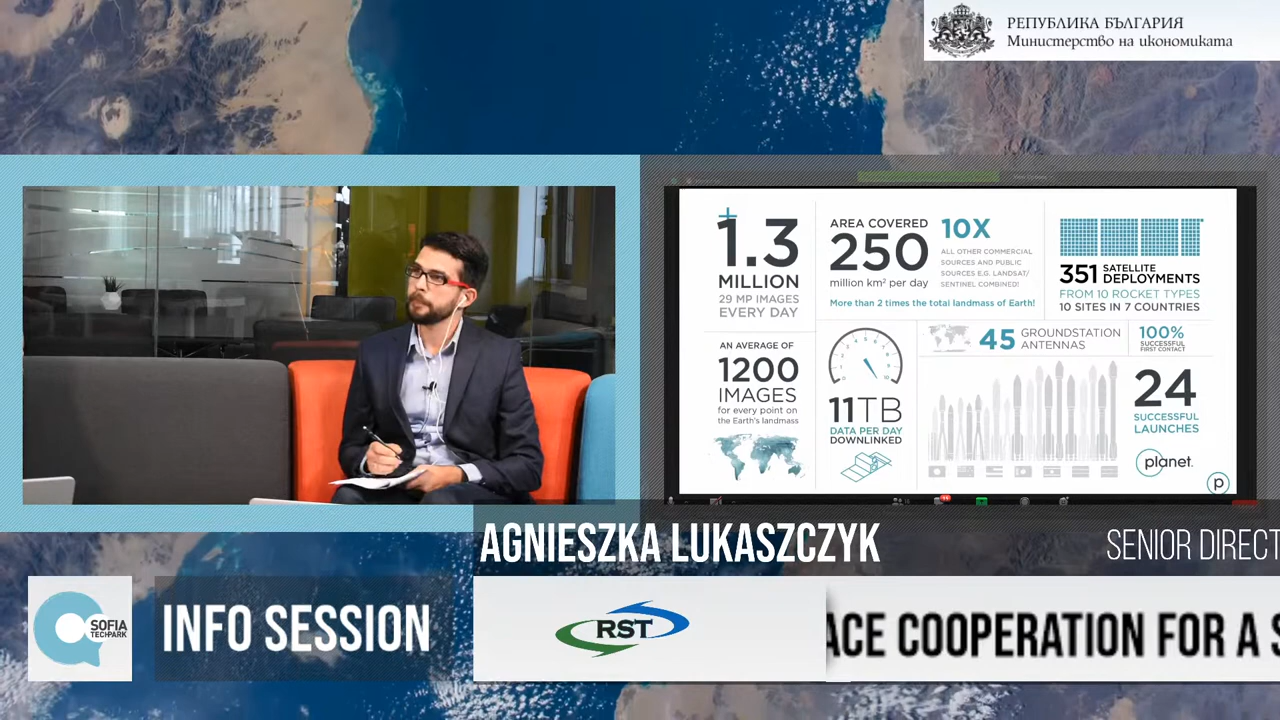 РЕПУБЛИКА БЪЛГАРИЯ
Министерство на икономиката
1.3
MILLION
29 MP IMAGES
EVERY DAY
AREA COVERED
250
million km² per day
10X
ALL OTHER COMMERCIAL
SOURCES AND PUBLIC
SOURCES E.G. LANDSAT/
SENTINEL COMBINED!
More than 2 times the total landmass of Earth!
351 SATELLITE
DEPLOYMENTS
FROM 10 ROCKET TYPES
10 SITES IN 7 COUNTRIES
AN AVERAGE OF
1200
IMAGES
for every point on
the Earth's landmass
11TB
DATA PER DAY
DOWNLINKED
45 GROUNDSTATION
ANTENNAS
100%
SUCCESSFUL
FIRST CONTACT
24
SUCCESSFUL
LAUNCHES
planet.
p
AGNIESZKA LUKASZCZYK
SENIOR DIRECT
SOFIA
TECHPARK
INFO SESSION
RST
ACE COOPERATION FOR A S